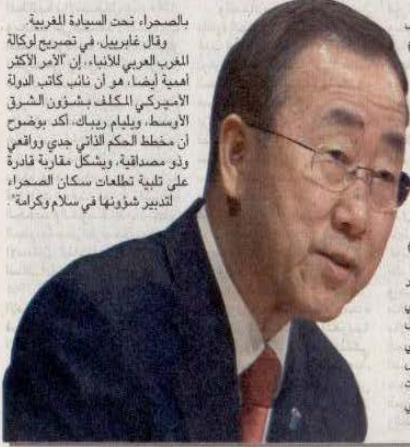 بالصحراء تحت السيادة المغربية.
وقال غابرييل، في تصريح لوكالة
المغرب العربي للأنباء، إن "الأمر الأكثر
أهمية أيضا، هو أن نائب كاتب الدولة
الأميركي المكلف بشؤون الشرق
الأوسط، ويليام ريباك، أكد بوضوح
أن مخطط الحكم الذاتي جدي وواقعي
وذو مصداقية، ويشكل مقاربة قادرة
على تلبية تطلعات سكان الصحراء
لتدبير شؤونها في سلام وكرامة".